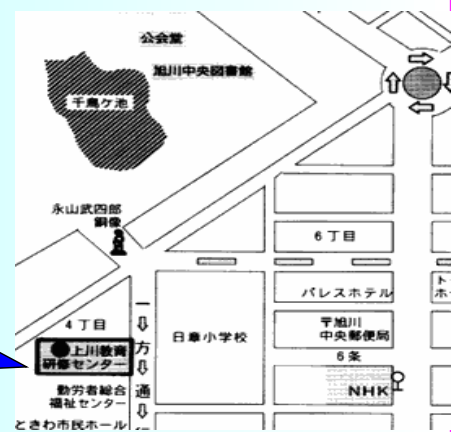 公会堂
旭川中央図書館
千鳥ケ池
永山武四郎
銅像
6丁目
パレスホテル
4丁目
一方通行
日章小学校
〒旭川
中央郵便局
上川教育
研修センター
6条
勤労者総合
福祉センター
NHK
ときわ市民ホール